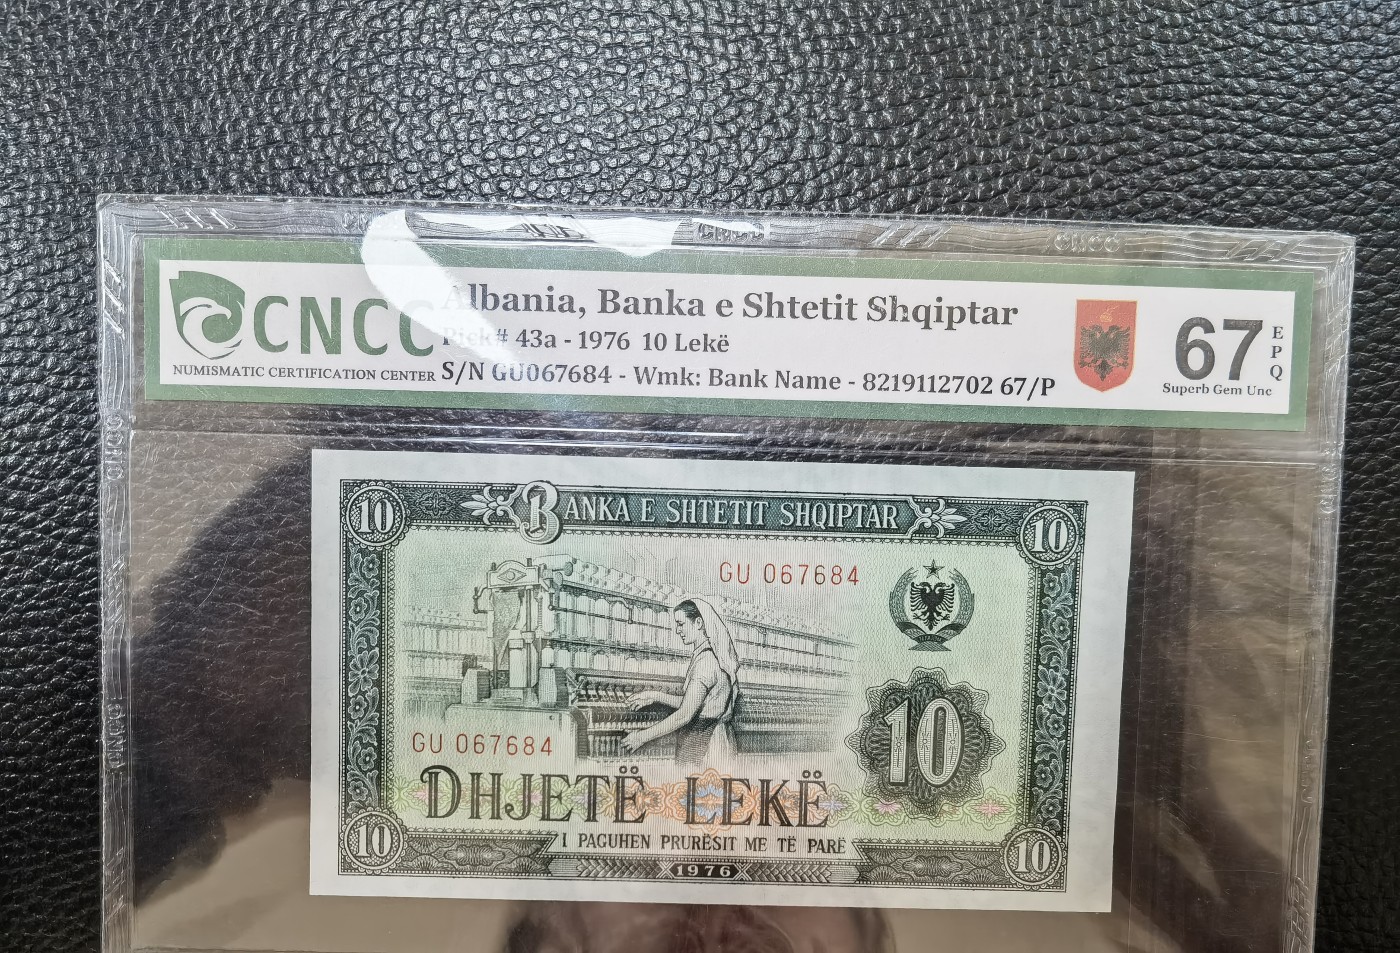 CNCC
NUMISMATIC CERTIFICATION CENTER
Albania, Banka e Shtetit Shqiptar
Pick# 43a - 1976 10 Lekë
S/N GU067684 - Wmk: Bank Name - 8219112702 67/P
67
EPQ
Superb Gem Unc
10
BANKA E SHTETIT SHQIPTAR
10
GU 067684
10
GU 067684
DHJETË LEKË
10
I PAGUHEN PRURËSIT ME TË PARË
10
1976